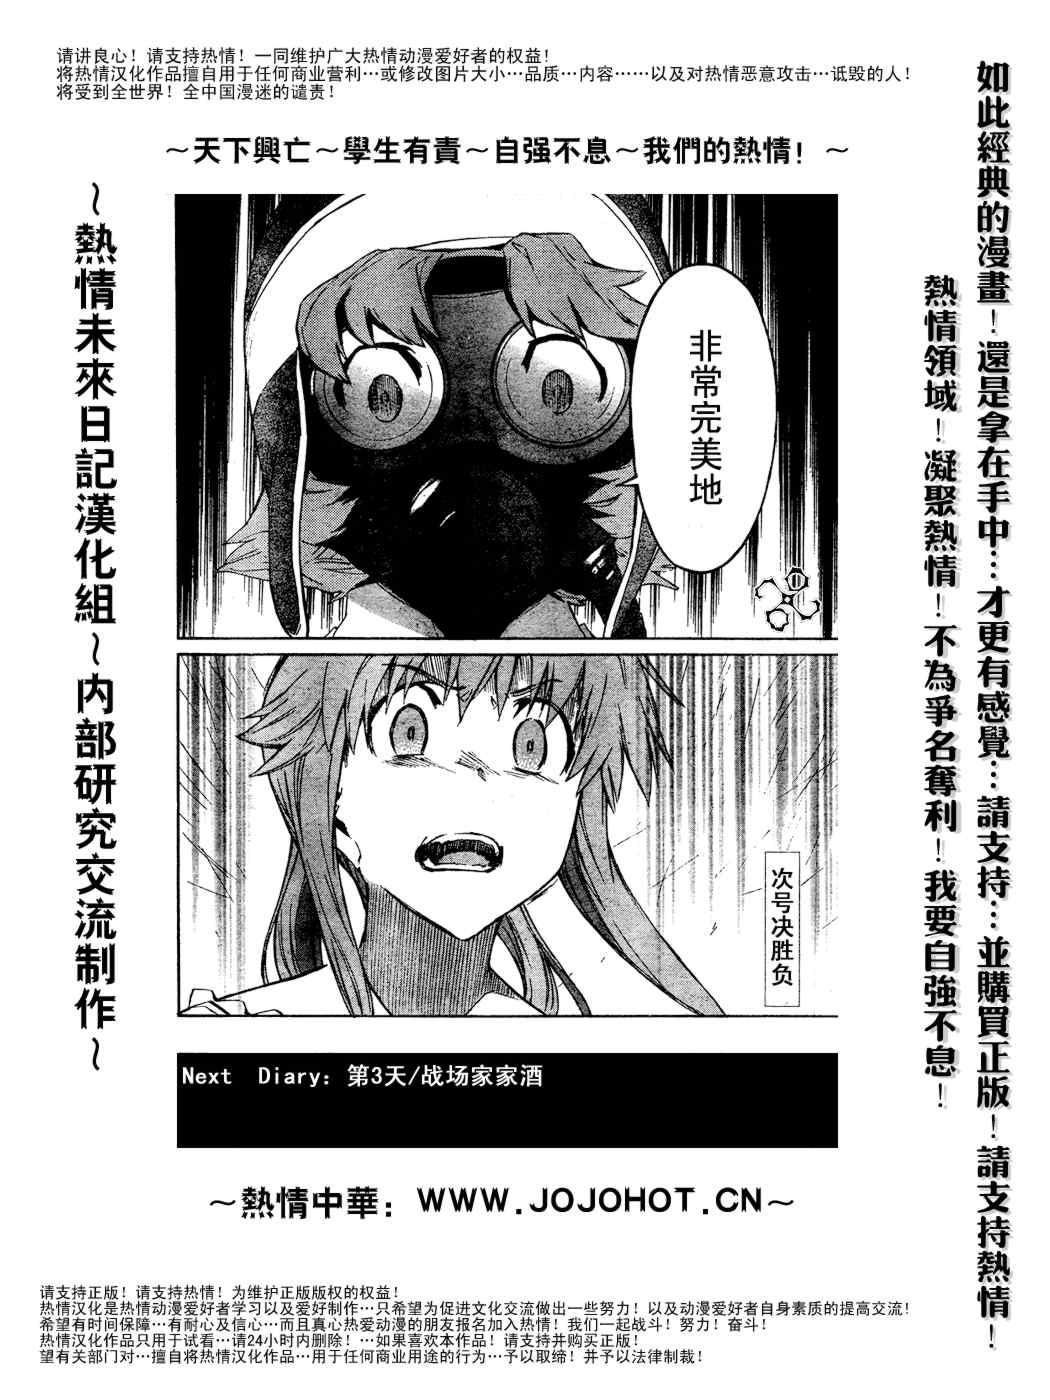 请讲良心！请支持热情！一同维护广大热情动漫爱好者的权益！
将热情汉化作品擅自用于任何商业营利…或修改图片大小…品质…内容……以及对热情恶意攻击…诋毁的人！
将受到全世界！全中国漫迷的谴责！
～天下興亡～學生有責～自强不息～我們的熱情！～
如此經典的漫畫！還是拿在手中…才更有感覺…請支持…並購買正版！請支持熱情！
熱情領域！凝聚熱情！不為爭名奪利！我要自強不息！
～熱情未來日記漢化組～内部研究交流制作～
非常完美地
次号决胜负
Next Diary：第3天/战场家家酒
～熱情中華：WWW.JOJOHOT.CN～
请支持正版！请支持热情！为维护正版版权的权益！
热情汉化是热情动漫爱好者学习以及爱好制作…只希望为促进文化交流做出一些努力！以及动漫爱好者自身素质的提高交流！
希望有时间保障…有耐心及信心…而且真心热爱动漫的朋友报名加入热情！我们一起战斗！努力！奋斗！
热情汉化作品只用于试看…请24小时内删除！…如果喜欢本作品！请支持并购买正版！
望有关部门对…擅自将热情汉化作品…用于任何商业用途的行为…予以取缔！并予以法律制裁！